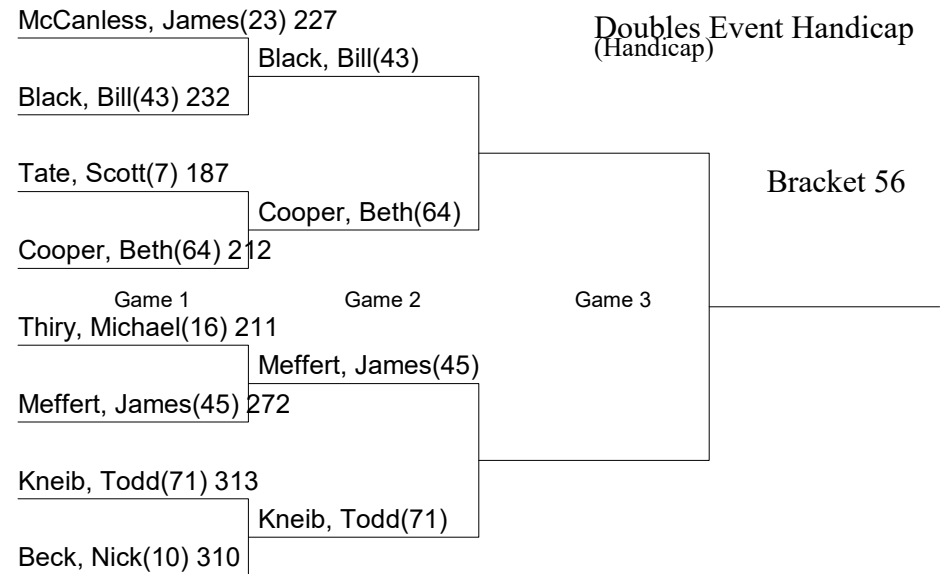 McCanless, James(23) 227
Doubles Event Handicap
(Handicap)
Black, Bill(43)
Black, Bill(43) 232
Tate, Scott(7) 187
Bracket 56
Cooper, Beth(64)
Cooper, Beth(64) 212
Game 1
Game 2
Game 3
Thiry, Michael(16) 211
Meffert, James(45)
Meffert, James(45) 272
Kneib, Todd(71) 313
Kneib, Todd(71)
Beck, Nick(10) 310